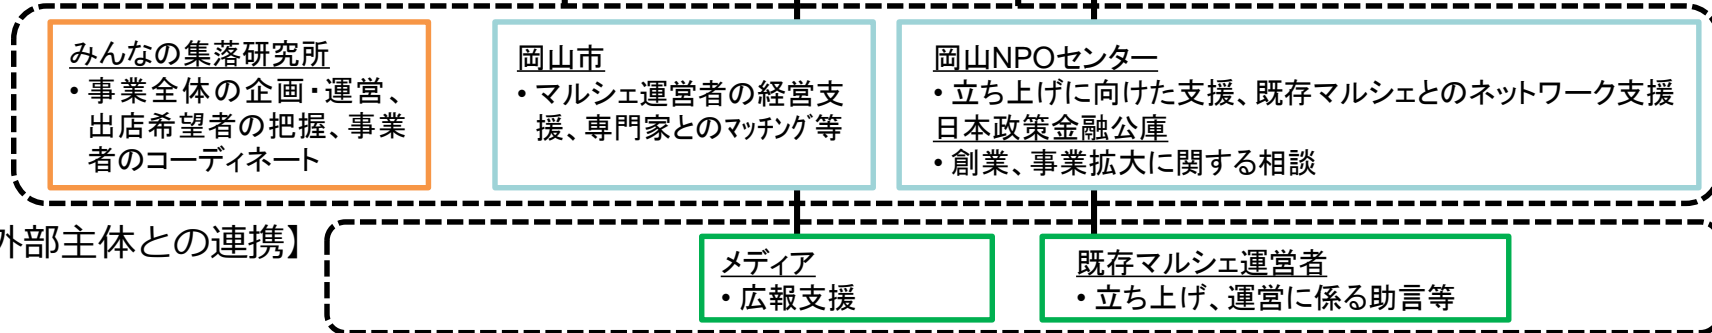 みんなの集落研究所
• 事業全体の企画・運営、
出店希望者の把握、事業
者のコーディネート
岡山市
• マルシェ運営者の経営支
援、専門家とのﾏｯﾁﾝｸﾞ等
岡山NPOセンター
• 立ち上げに向けた支援、既存マルシェとのネットワーク支援
日本政策金融公庫
• 創業、事業拡大に関する相談
外部主体との連携】
メディア
• 広報支援
既存マルシェ運営者
• 立ち上げ、運営に係る助言等